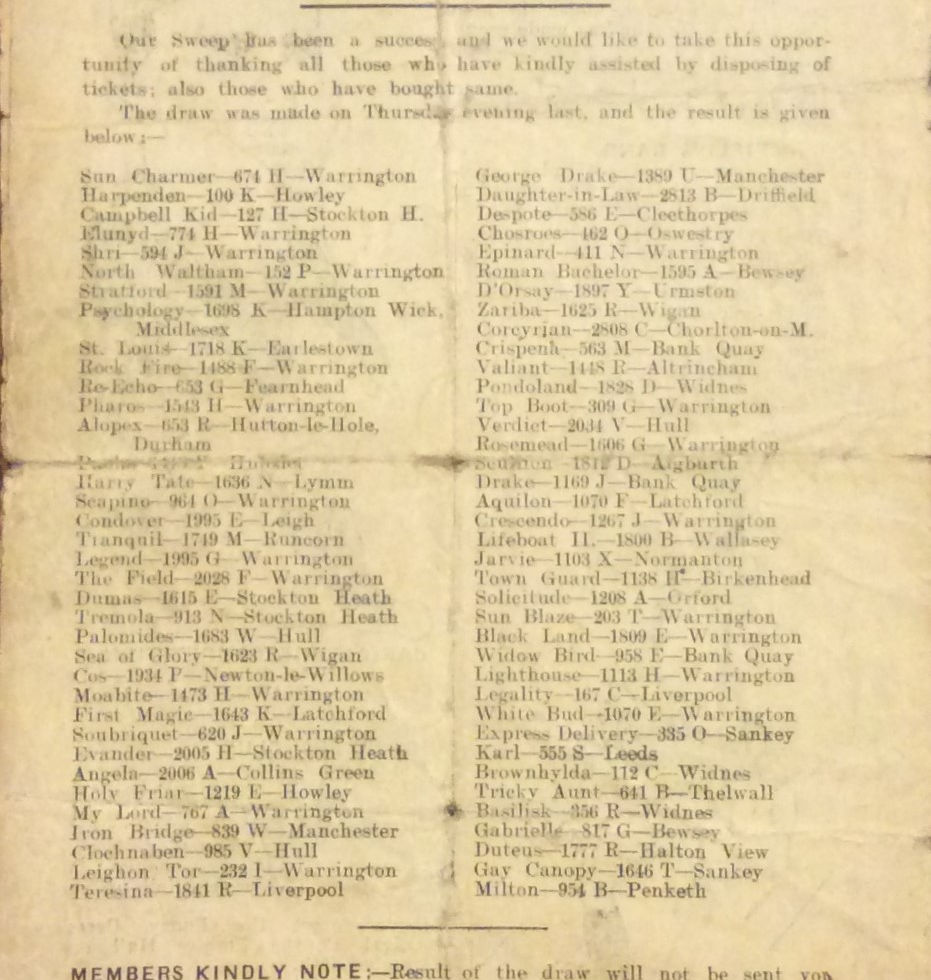 Our Sweep has been a success and we would like to take this oppor-
tunity of thanking all those who have kindly assisted by disposing of
tickets; also those who have bought same.
The draw was made on Thursday evening last, and the result is given
below:—
Sun Charmer—674 H—Warrington
Harpenden—100 K—Howley
Campbell Kid—127 H—Stockton H.
Elunyd—774 H—Warrington
Shri—594 J—Warrington
North Waltham—152 P—Warrington
Stratford—1591 M—Warrington
Psychology—1698 K—Hampton Wick,
Middlesex
St. Louis—1718 K—Earlestown
Rock Fire—1488 F—Warrington
Re-Echo—653 G—Fearnhead
Pharos—1543 H—Warrington
Alopex—653 R—Hutton-le-Hole,
Durham
Harry Tate—1636 N—Lymm
Scapino—964 O—Warrington
Condover—1995 E—Leigh
Tranquil—1749 M—Runcorn
Legend—1995 G—Warrington
The Field—2028 F—Warrington
Dumas—1615 E—Stockton Heath
Tremola—913 N—Stockton Heath
Palomides—1683 W—Hull
Sea of Glory—1623 R—Wigan
Cos—1934 P—Newton-le-Willows
Moabite—1473 H—Warrington
First Magic—1643 K—Latchford
Soubriquet—620 J—Warrington
Evander—2005 H—Stockton Heath
Angela—2006 A—Collins Green
Holy Friar—1219 E—Howley
My Lord—767 A—Warrington
Iron Bridge—839 W—Manchester
Clochnaben—985 V—Hull
Leighon Tor—232 I—Warrington
Teresina—1841 R—Liverpool
George Drake—1389 U—Manchester
Daughter-in-Law—2813 B—Driffield
Despote—586 E—Cleethorpes
Chosroes—462 O—Oswestry
Epinard—411 N—Warrington
Roman Bachelor—1595 A—Bewsey
D'Orsay—1897 Y—Urmston
Zariba—1625 R—Wigan
Corcyrian—2808 C—Chorlton-on-M.
Crispena—563 M—Bank Quay
Valiant—1448 R—Altrincham
Pondoland—1828 D—Widnes
Top Boot—309 G—Warrington
Verdict—2034 V—Hull
Rosemead—1606 G—Warrington
D—Aigburth
Drake—1169 J—Bank Quay
Aquilon—1070 F—Latchford
Crescendo—1267 J—Warrington
Lifeboat II.—1800 B—Wallasey
Jarvie—1103 X—Normanton
Town Guard—1138 H—Birkenhead
Solicitude—1208 A—Orford
Sun Blaze—203 T—Warrington
Black Land—1809 E—Warrington
Widow Bird—958 E—Bank Quay
Lighthouse—1113 H—Warrington
Legality—167 C—Liverpool
White Bud—1070 E—Warrington
Express Delivery—335 O—Sankey
Karl—555 S—Leeds
Brownhylda—112 C—Widnes
Tricky Aunt—641 B—Thelwall
Basilisk—356 R—Widnes
Gabrielle—817 G—Bewsey
Duteus—1777 R—Halton View
Gay Canopy—1646 T—Sankey
Milton—954 B—Penketh
MEMBERS KINDLY NOTE:—Result of the draw will not be sent you